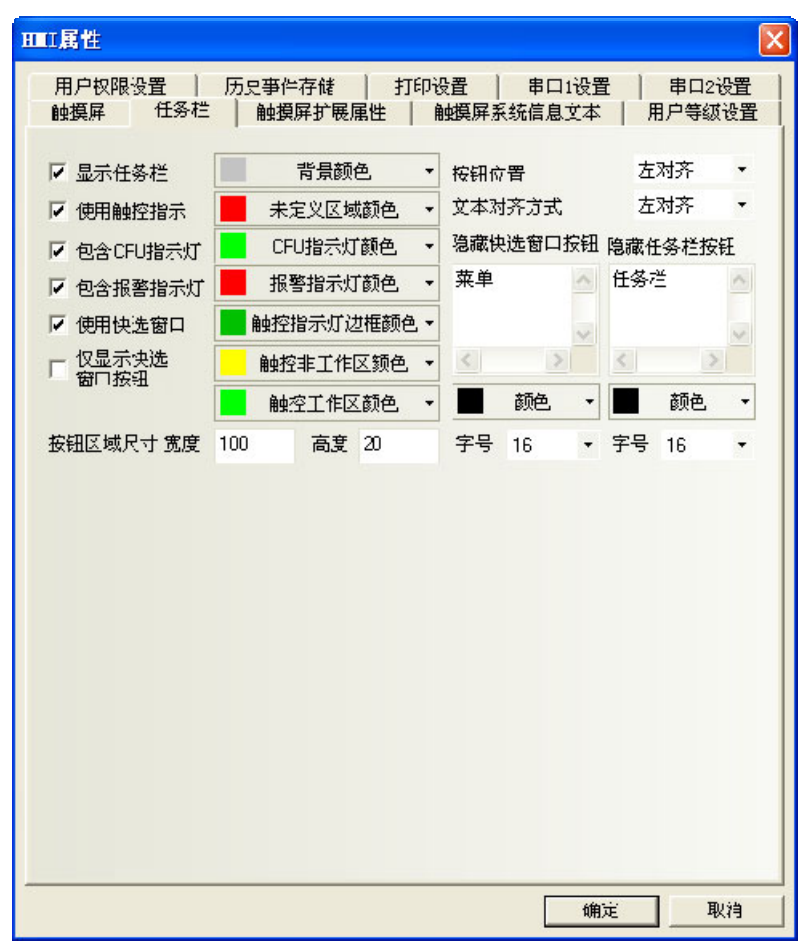 HMI属性
用户权限设置 历史事件存储 打印设置 串口1设置 串口2设置
触摸屏 任务栏 触摸屏扩展属性 触摸屏系统信息文本 用户等级设置
显示任务栏 背景颜色 按钮位置 左对齐
使用触控指示 未定义区域颜色 文本对齐方式 左对齐
包含CFU指示灯 CFU指示灯颜色 隐藏快选窗口按钮 隐藏任务栏按钮
包含报警指示灯 报警指示灯颜色 菜单 任务栏
使用快选窗口 触控指示灯边框颜色
仅显示快选
窗口按钮 触控非工作区颜色
触控工作区颜色 颜色 颜色
按钮区域尺寸 宽度 100 高度 20 字号 16 字号 16
确定 取消